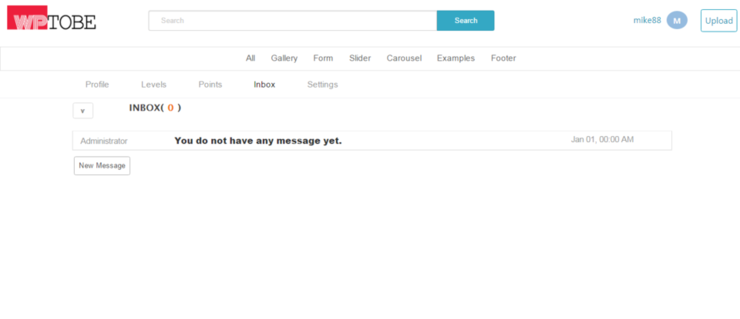 WPTOBE Search Search mike88 M Upload
All Gallery Form Slider Carousel Examples Footer
Profile Levels Points Inbox Settings
INBOX( 0 )
Administrator You do not have any message yet. Jan 01, 00:00 AM
New Message